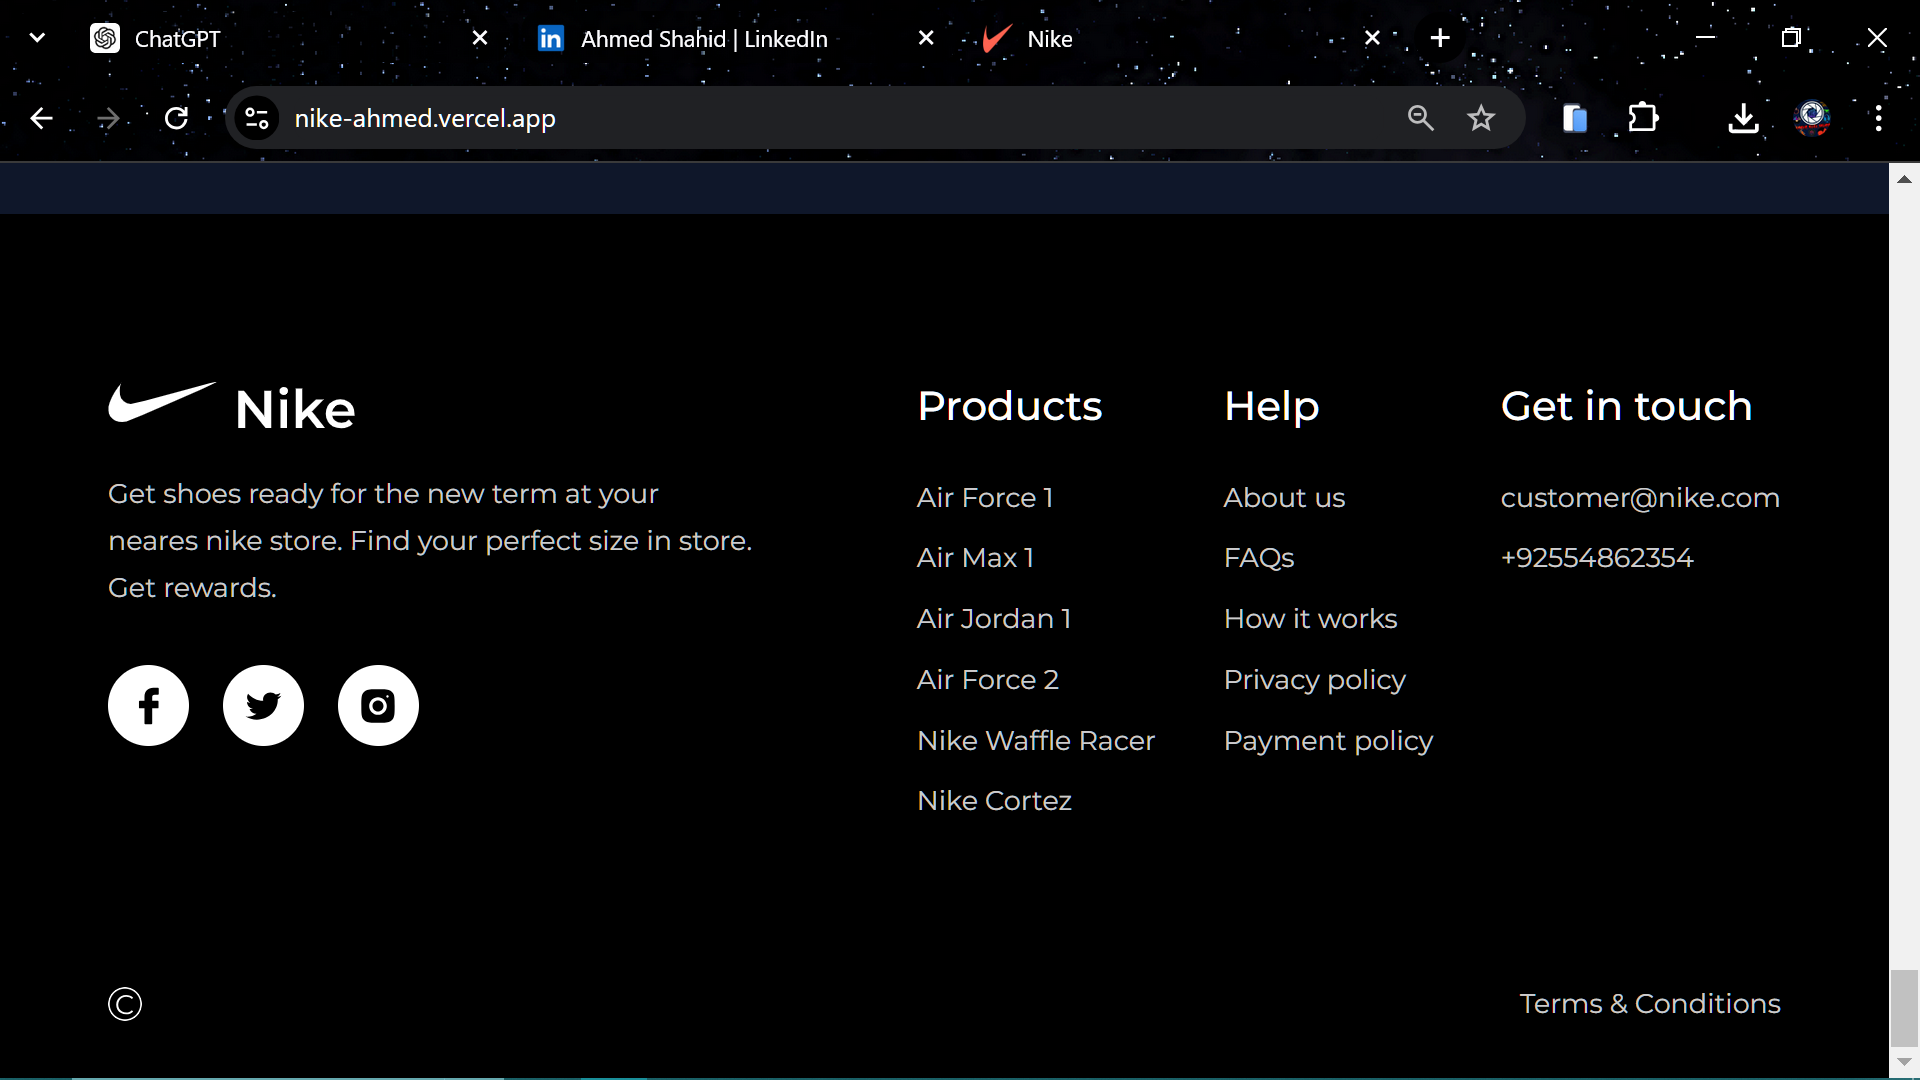 ChatGPT
Ahmed Shahid | LinkedIn
Nike
nike-ahmed.vercel.app
Nike
Get shoes ready for the new term at your
neares nike store. Find your perfect size in store.
Get rewards.
Products
Air Force 1
Air Max 1
Air Jordan 1
Air Force 2
Nike Waffle Racer
Nike Cortez
Help
About us
FAQs
How it works
Privacy policy
Payment policy
Get in touch
customer@nike.com
+92554862354
©
Terms & Conditions